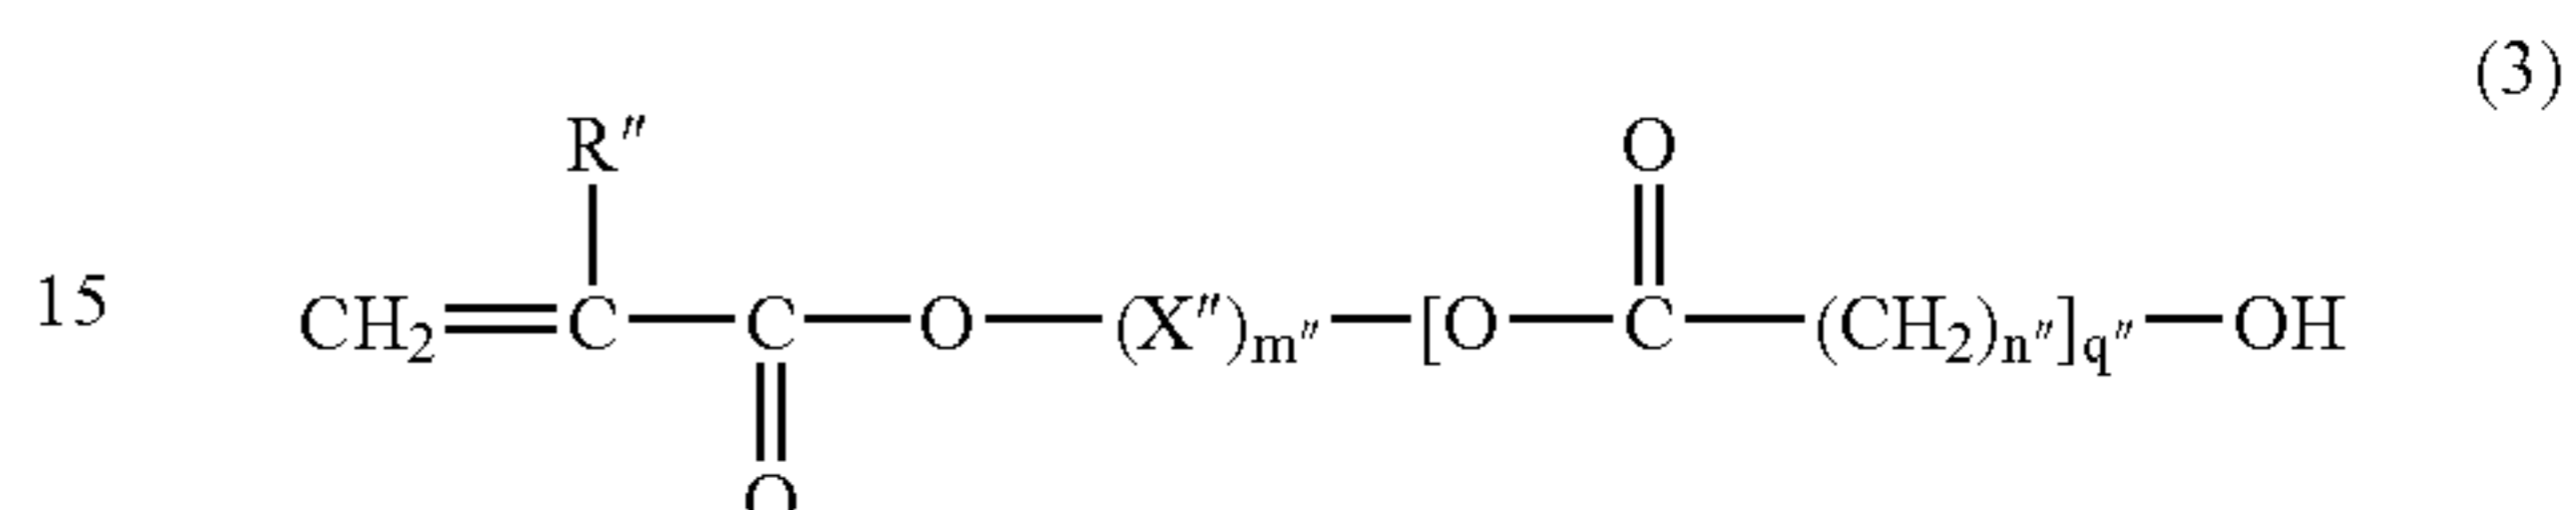 (3)
R″ O
15 CH₂=C—C—O—(X″)ₘ″—[O—C—(CH₂)ₙ″]q″—OH
O